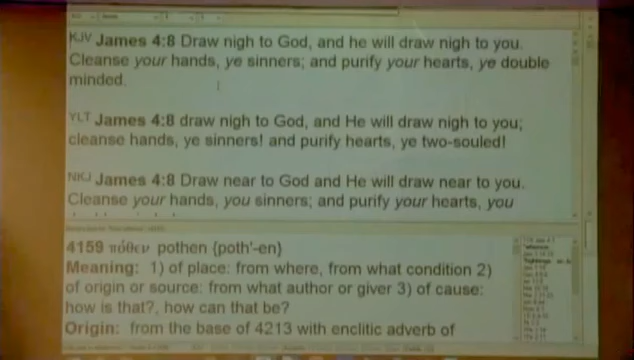 KJV James 4:8 Draw nigh to God, and he will draw nigh to you.
Cleanse your hands, ye sinners; and purify your hearts, ye double
minded.
YLT James 4:8 draw nigh to God, and He will draw nigh to you;
cleanse hands, ye sinners! and purify hearts, ye two-souled!
NKJ James 4:8 Draw near to God and He will draw near to you.
Cleanse your hands, you sinners; and purify your hearts, you
4159 πόθεν pothen {poth'-en}
Meaning: 1) of place: from where, from what condition 2)
of origin or source: from what author or giver 3) of cause:
how is that?, how can that be?
Origin: from the base of 4213 with enclitic adverb of